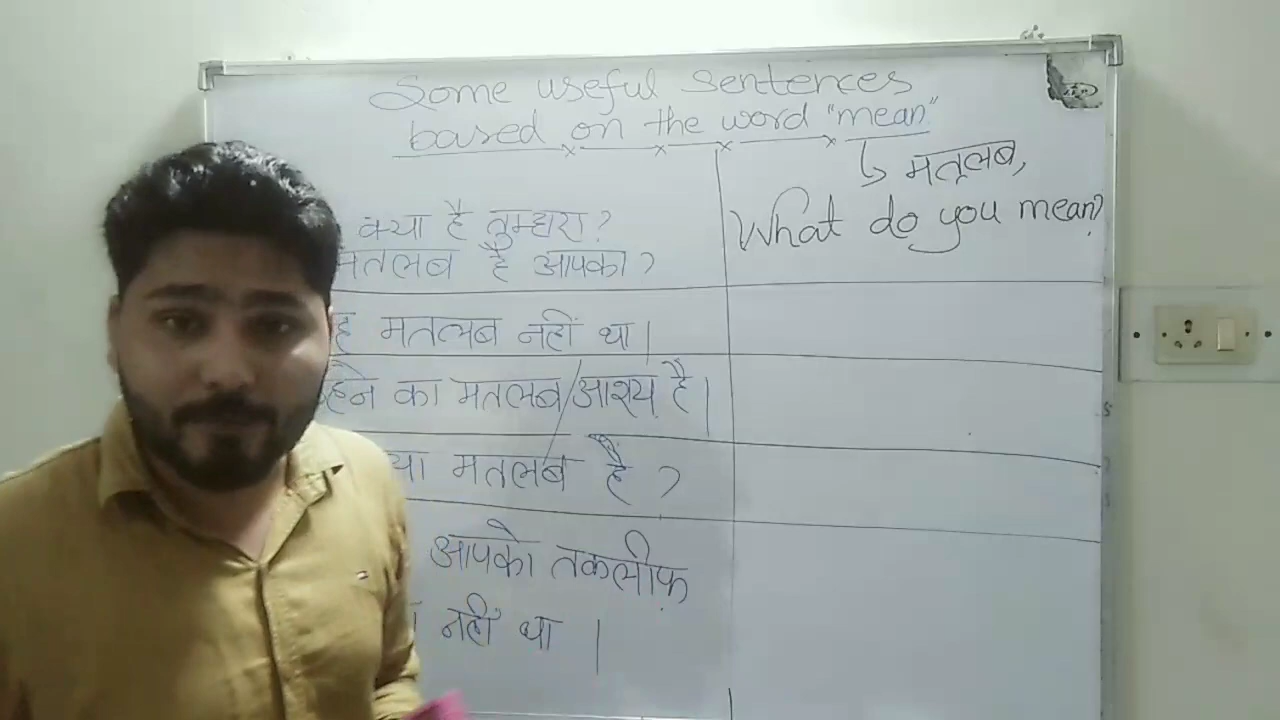 Some useful sentences
based on the word "mean"
↳ मतलब,
क्या है तुम्हारा?
मतलब है आपका?
What do you mean?
मतलब नहीं था।
का मतलब/आशय है।
मतलब है?
आपको तकलीफ़
नहीं था।